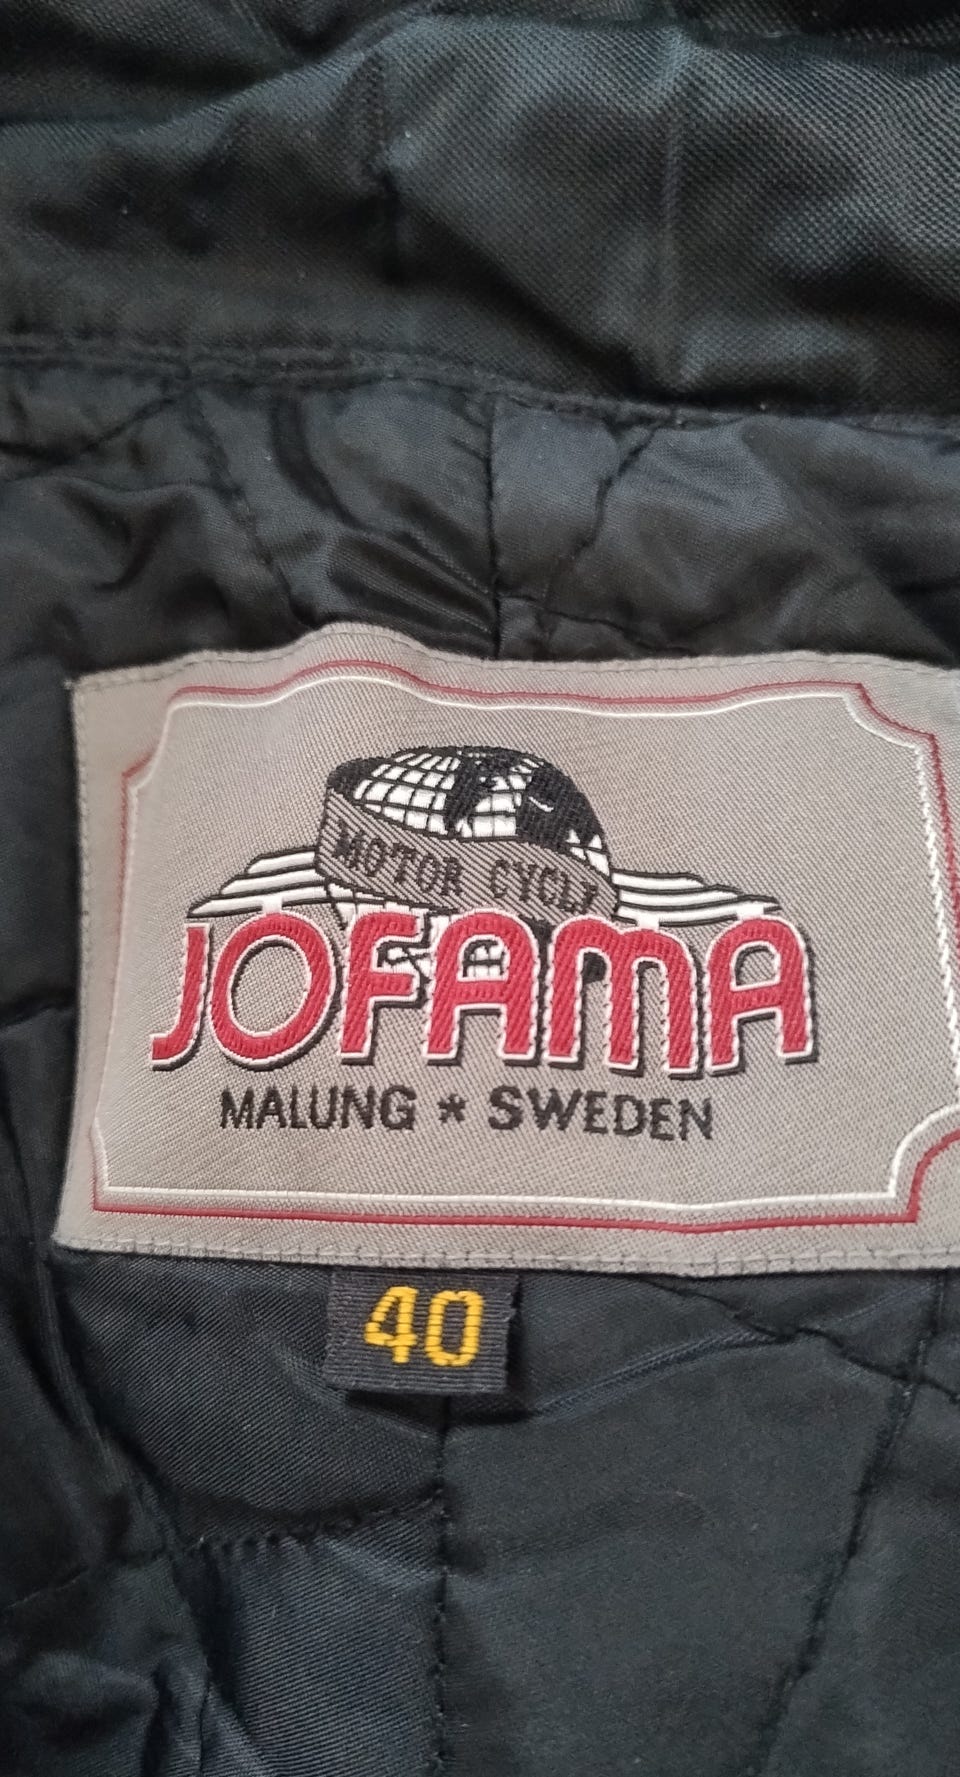 MOTOR CYCLE
JOFAMA
MALUNG * SWEDEN
40